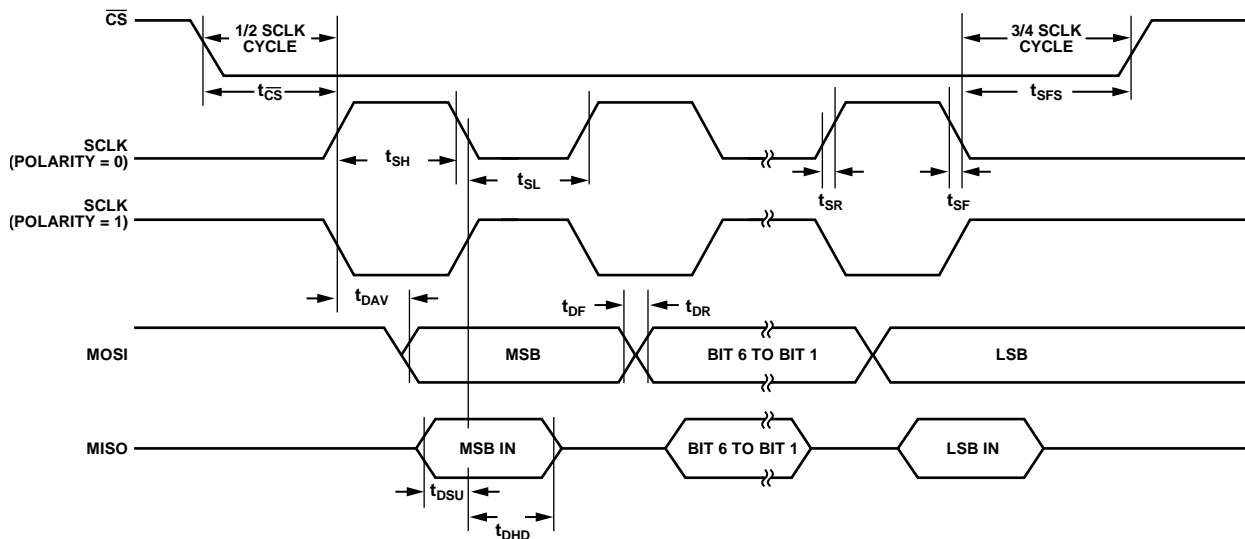 CS
1/2 SCLK
CYCLE
3/4 SCLK
CYCLE
tCS
tSFS
SCLK
(POLARITY = 0)
tSH
tSL
tSR
tSF
SCLK
(POLARITY = 1)
tDAV
tDF
tDR
MOSI
MSB
BIT 6 TO BIT 1
LSB
MISO
MSB IN
BIT 6 TO BIT 1
LSB IN
tDSU
tDHD